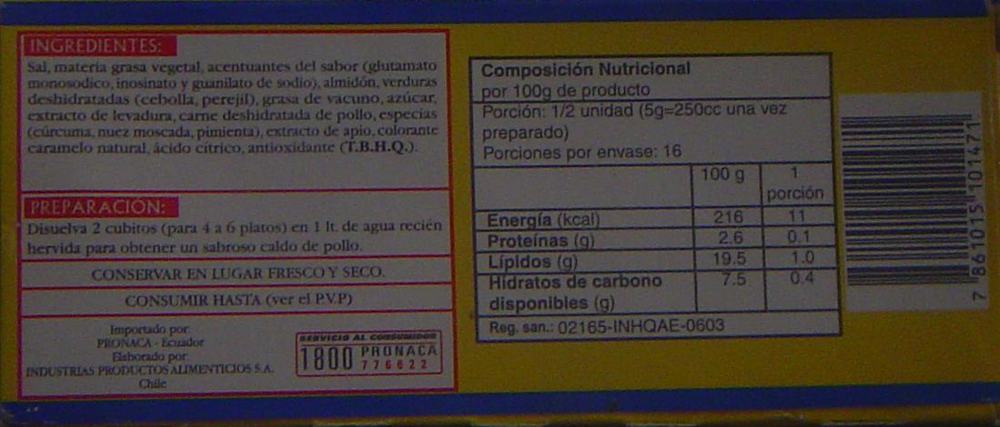 INGREDIENTES:
Sal, materia grasa vegetal, acentuantes del sabor (glutamato
monosodico, inosinato y guanilato de sodio), almidón, verduras
deshidratadas (cebolla, perejil), grasa de vacuno, azúcar,
extracto de levadura, carne deshidratada de pollo, especias
(cúrcuma, nuez moscada, pimienta), extracto de apio, colorante
caramelo natural, ácido cítrico, antioxidante (T.B.H.Q.).
PREPARACIÓN:
Disuelva 2 cubitos (para 4 a 6 platos) en 1 lt. de agua recién
hervida para obtener un sabroso caldo de pollo.
CONSERVAR EN LUGAR FRESCO Y SECO.
CONSUMIR HASTA (ver el P.V.P)
Importado por:
PRONACA - Ecuador
Elaborado por:
INDUSTRIAS PRODUCTOS ALIMENTICIOS S.A.
Chile
SERVICIO AL CONSUMIDOR
1800 PRONACA
776622
Composición Nutricional
por 100g de producto
Porción: 1/2 unidad (5g=250cc una vez
preparado)
Porciones por envase: 16
100 g 1
porción
Energía (kcal) 216 11
Proteínas (g) 2.6 0.1
Lípidos (g) 19.5 1.0
Hidratos de carbono 7.5 0.4
disponibles (g)
Reg. san.: 02165-INHQAE-0603
7 861015 101471